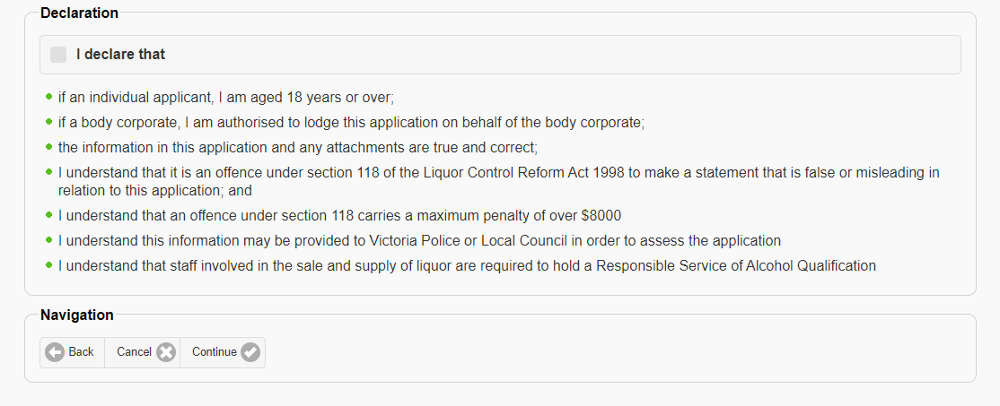 Declaration
I declare that
if an individual applicant, I am aged 18 years or over;
if a body corporate, I am authorised to lodge this application on behalf of the body corporate;
the information in this application and any attachments are true and correct;
I understand that it is an offence under section 118 of the Liquor Control Reform Act 1998 to make a statement that is false or misleading in
relation to this application; and
I understand that an offence under section 118 carries a maximum penalty of over $8000
I understand this information may be provided to Victoria Police or Local Council in order to assess the application
I understand that staff involved in the sale and supply of liquor are required to hold a Responsible Service of Alcohol Qualification
Navigation
Back Cancel Continue